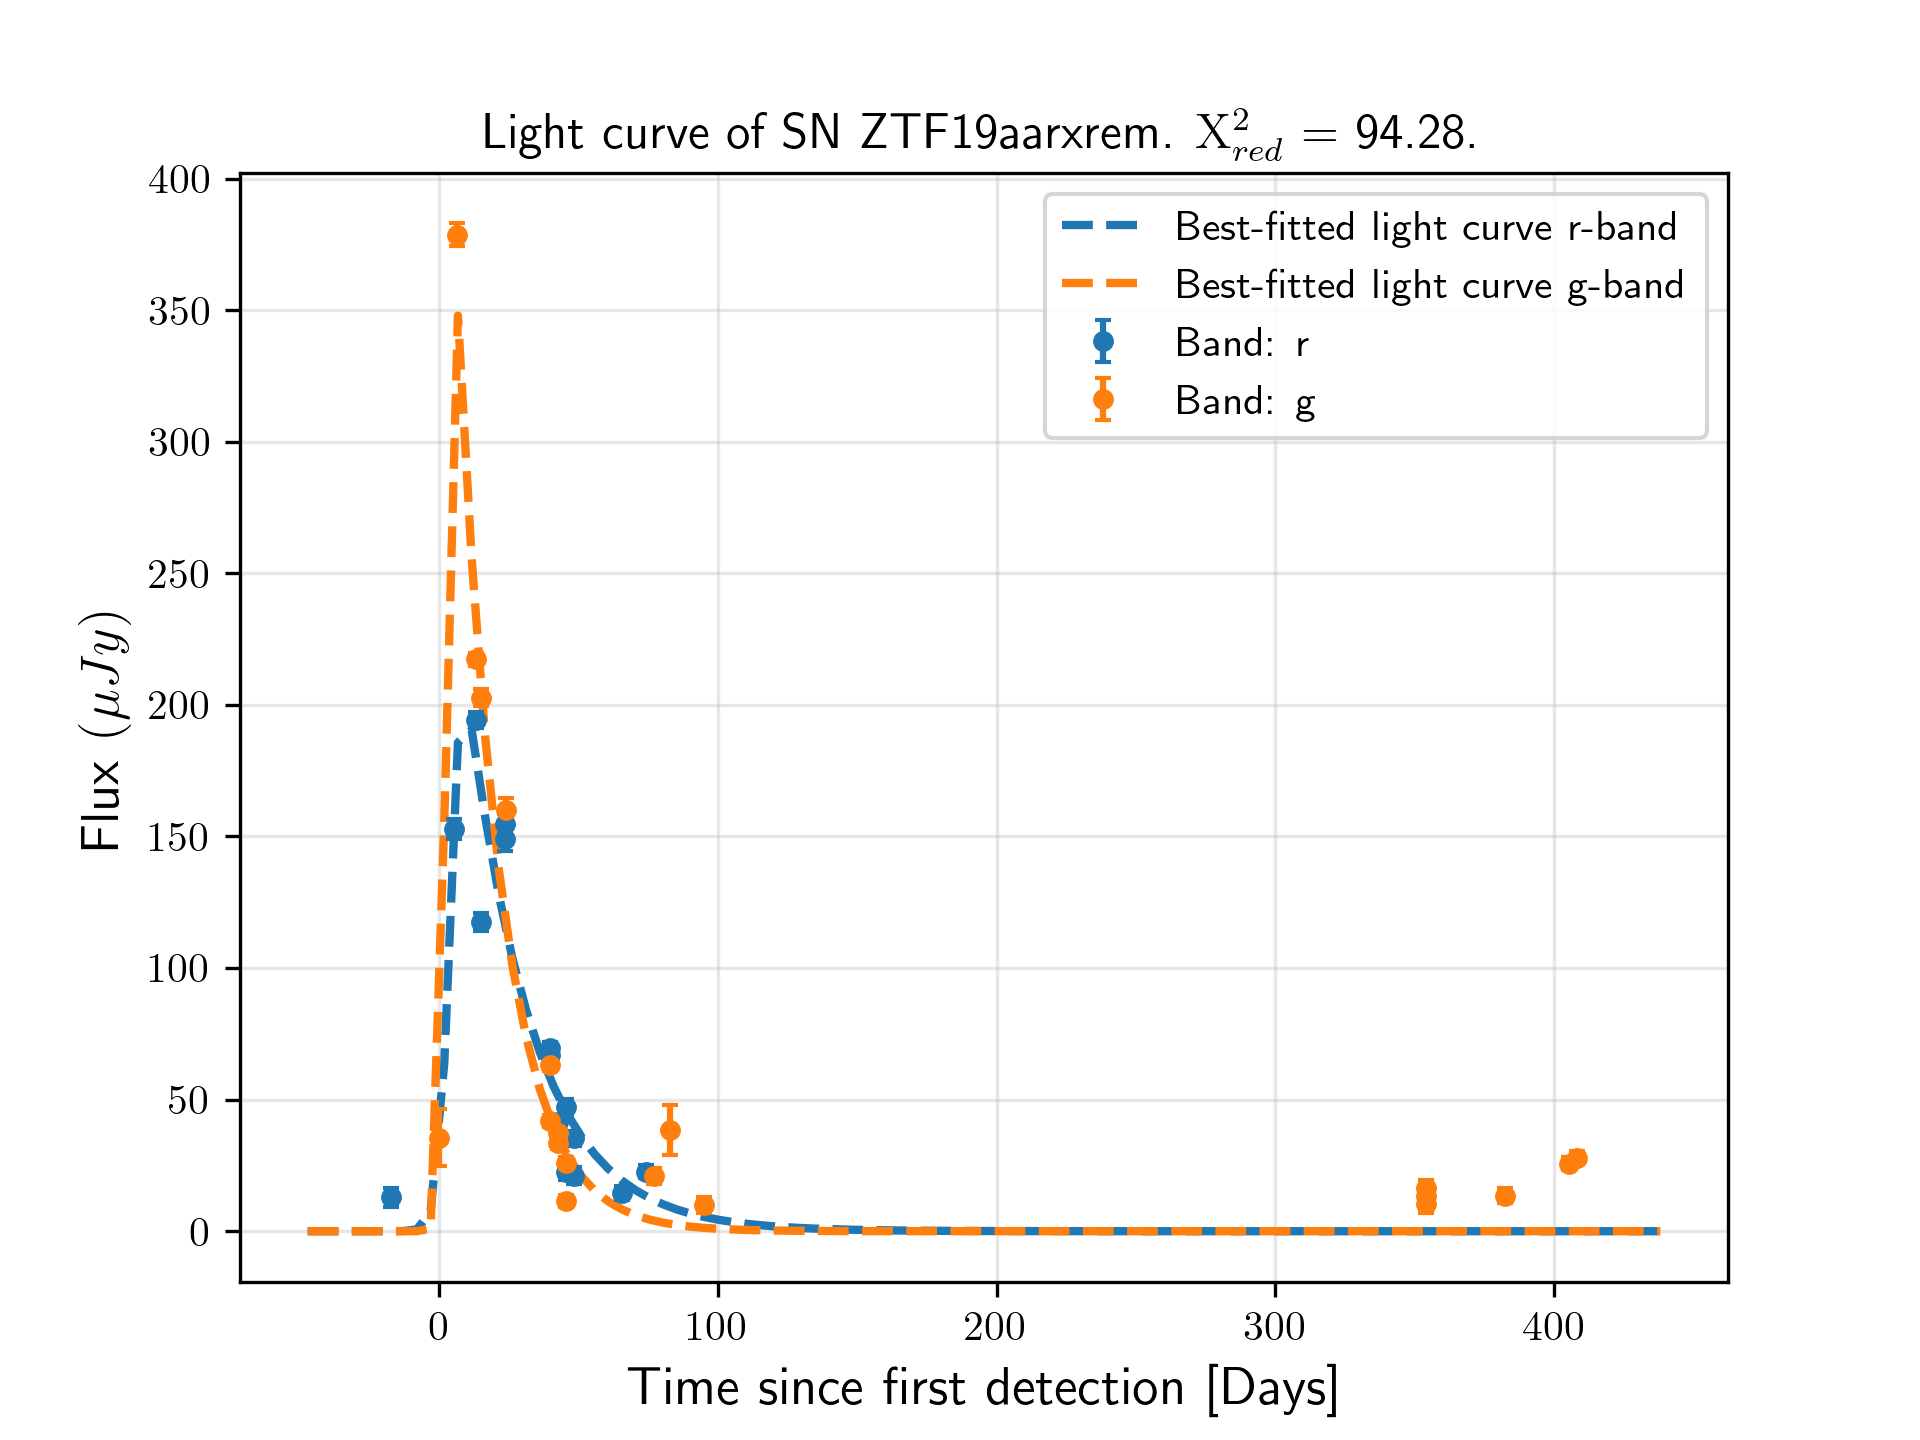 Light curve of SN ZTF19aarxrem. X²_red = 94.28.
400
350
300
250
200
150
100
50
0
Flux (μJy)
Best-fitted light curve r-band
Best-fitted light curve g-band
Band: r
Band: g
0 100 200 300 400
Time since first detection [Days]